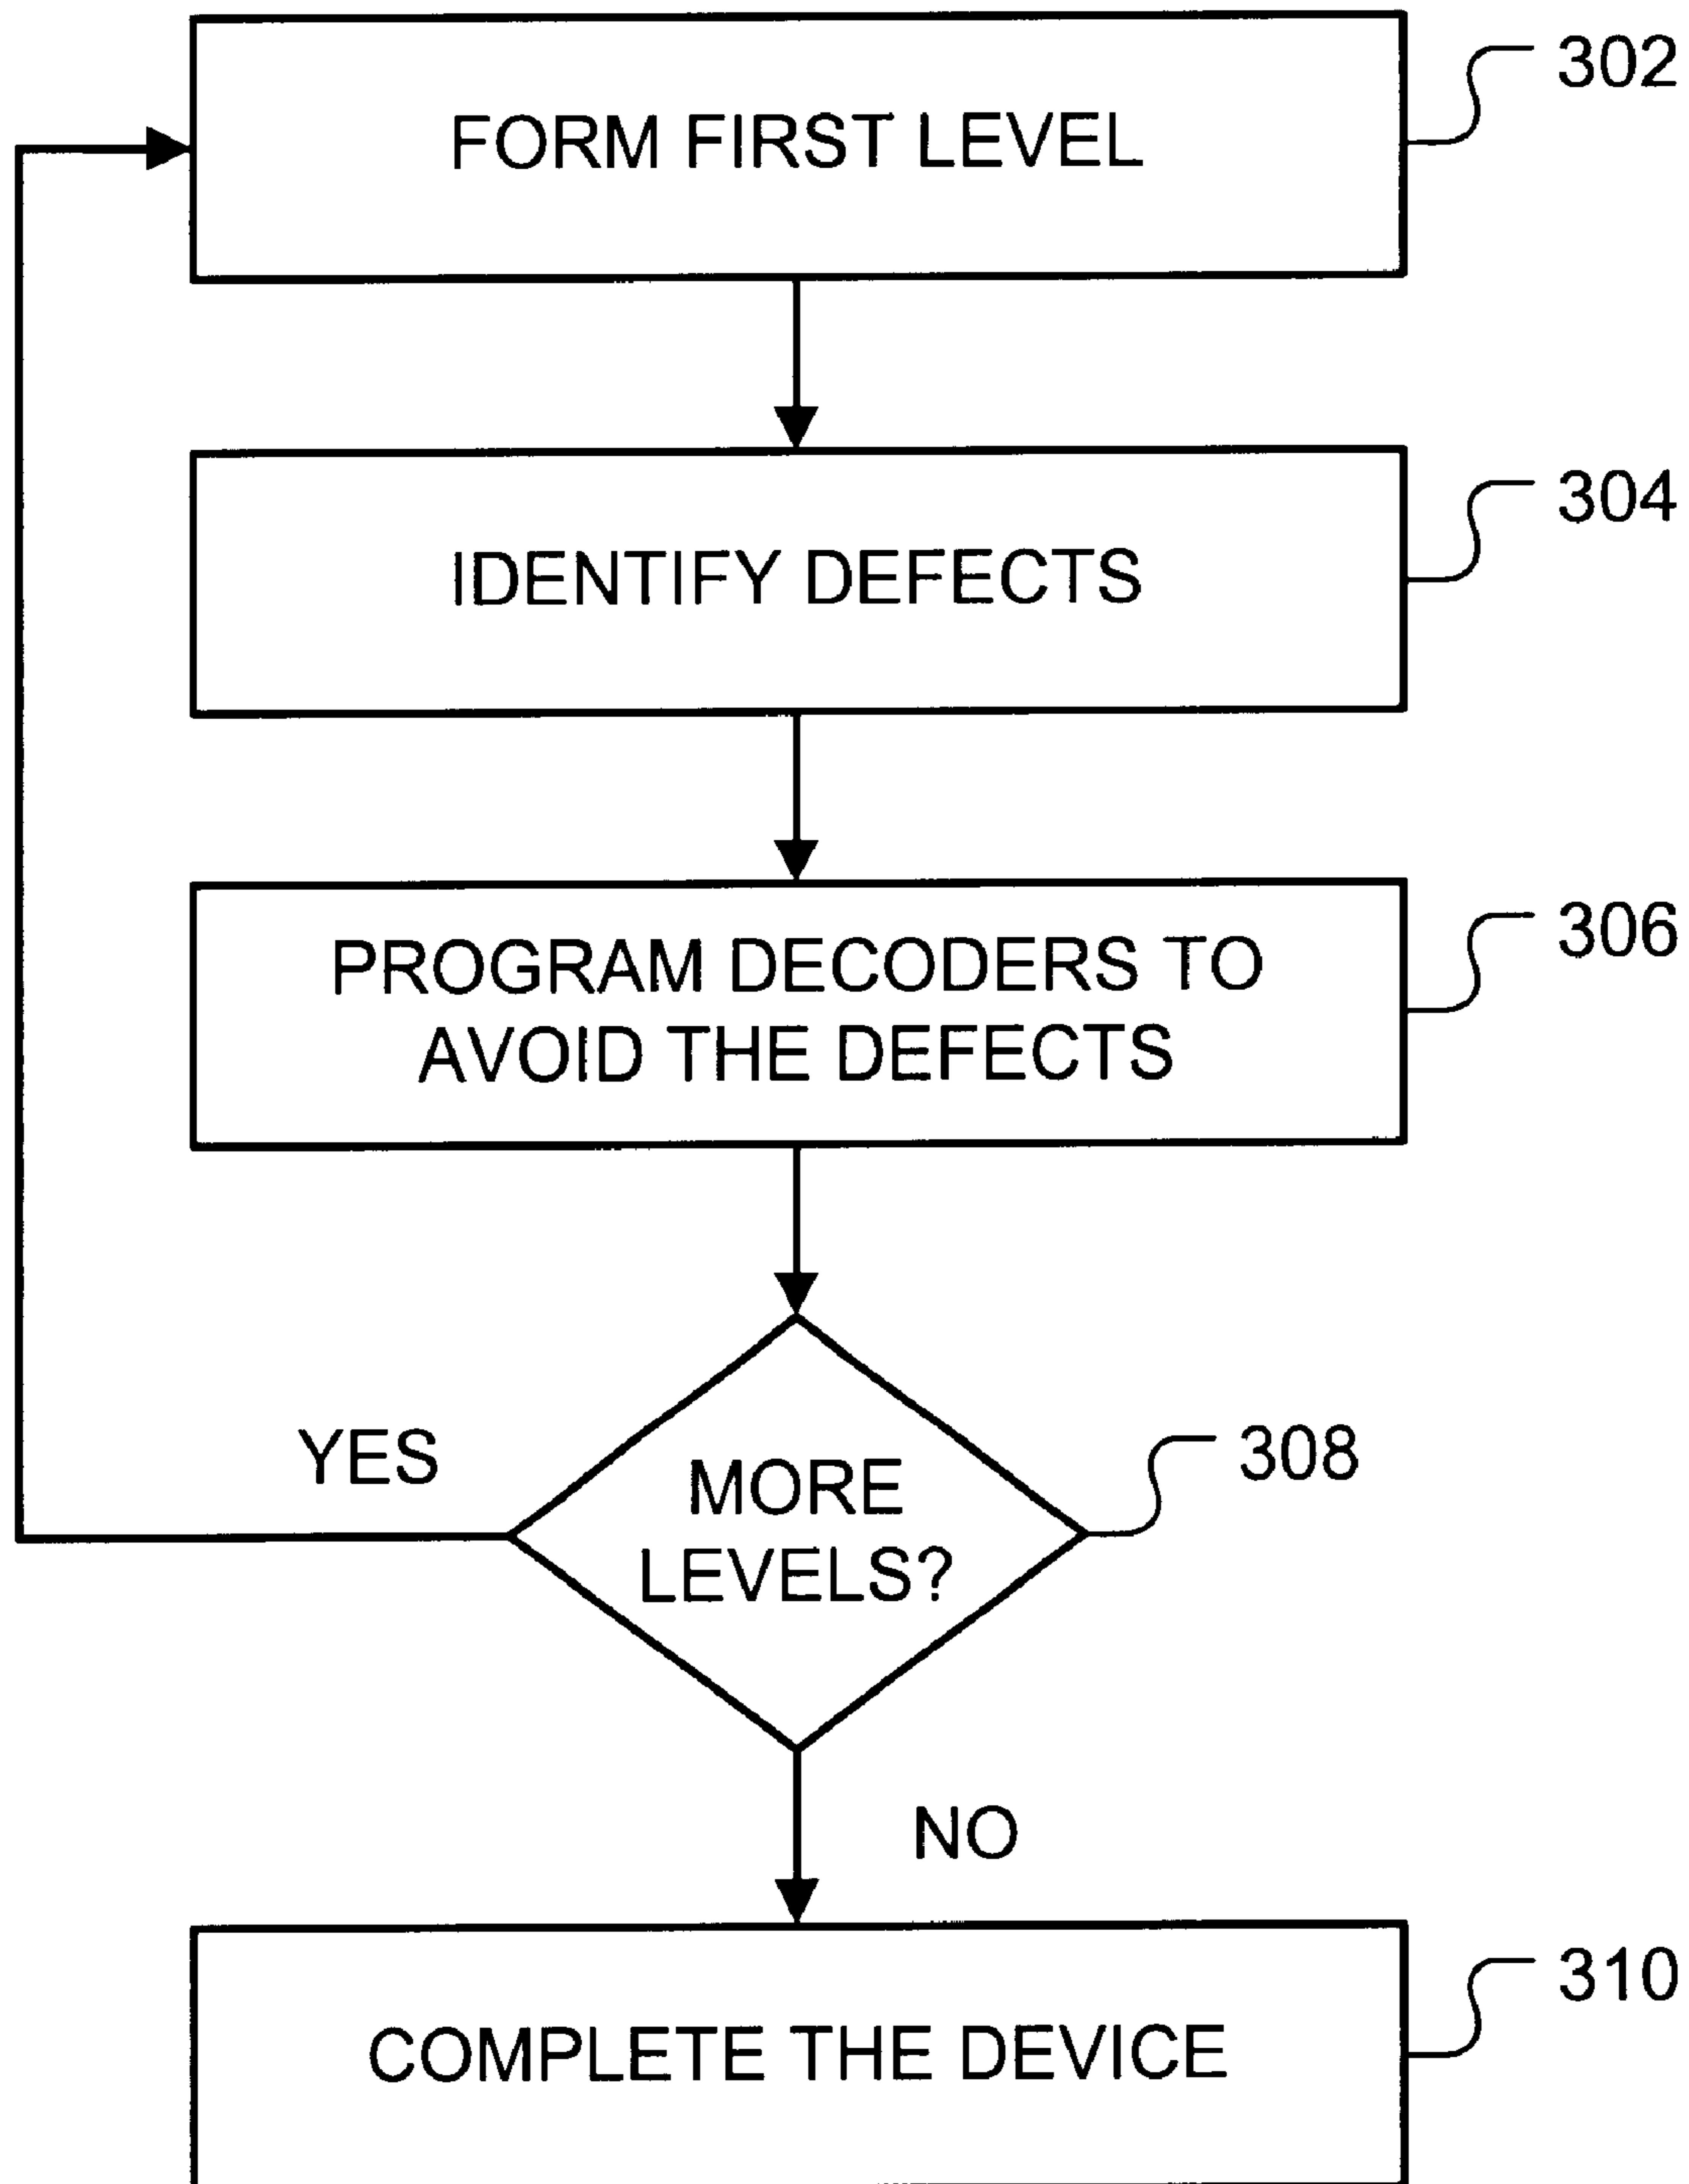 FORM FIRST LEVEL
302
IDENTIFY DEFECTS
304
PROGRAM DECODERS TO
AVOID THE DEFECTS
306
YES
MORE
LEVELS?
308
NO
COMPLETE THE DEVICE
310